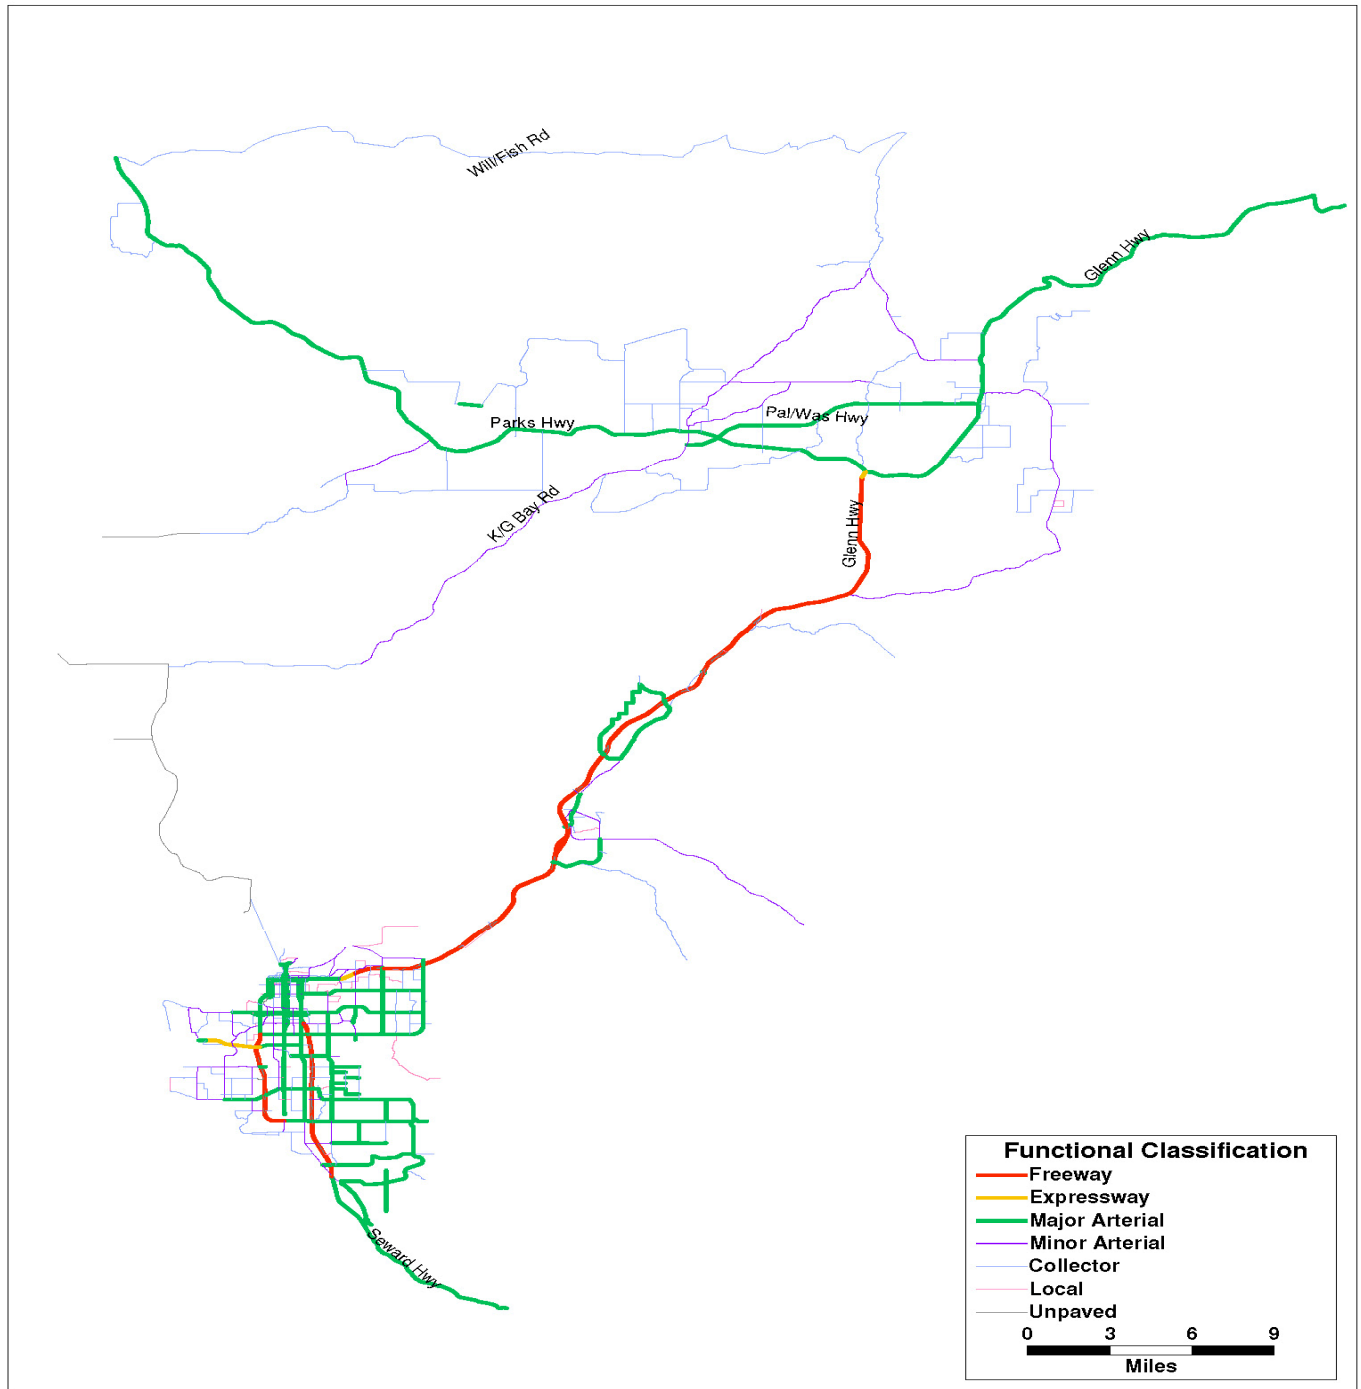 Will/Fish Rd
Glenn Hwy
Parks Hwy
Pal/Was Hwy
K/G Bay Rd
Glenn Hwy
Seward Hwy
Functional Classification
Freeway
Expressway
Major Arterial
Minor Arterial
Collector
Local
Unpaved
0 3 6 9
Miles